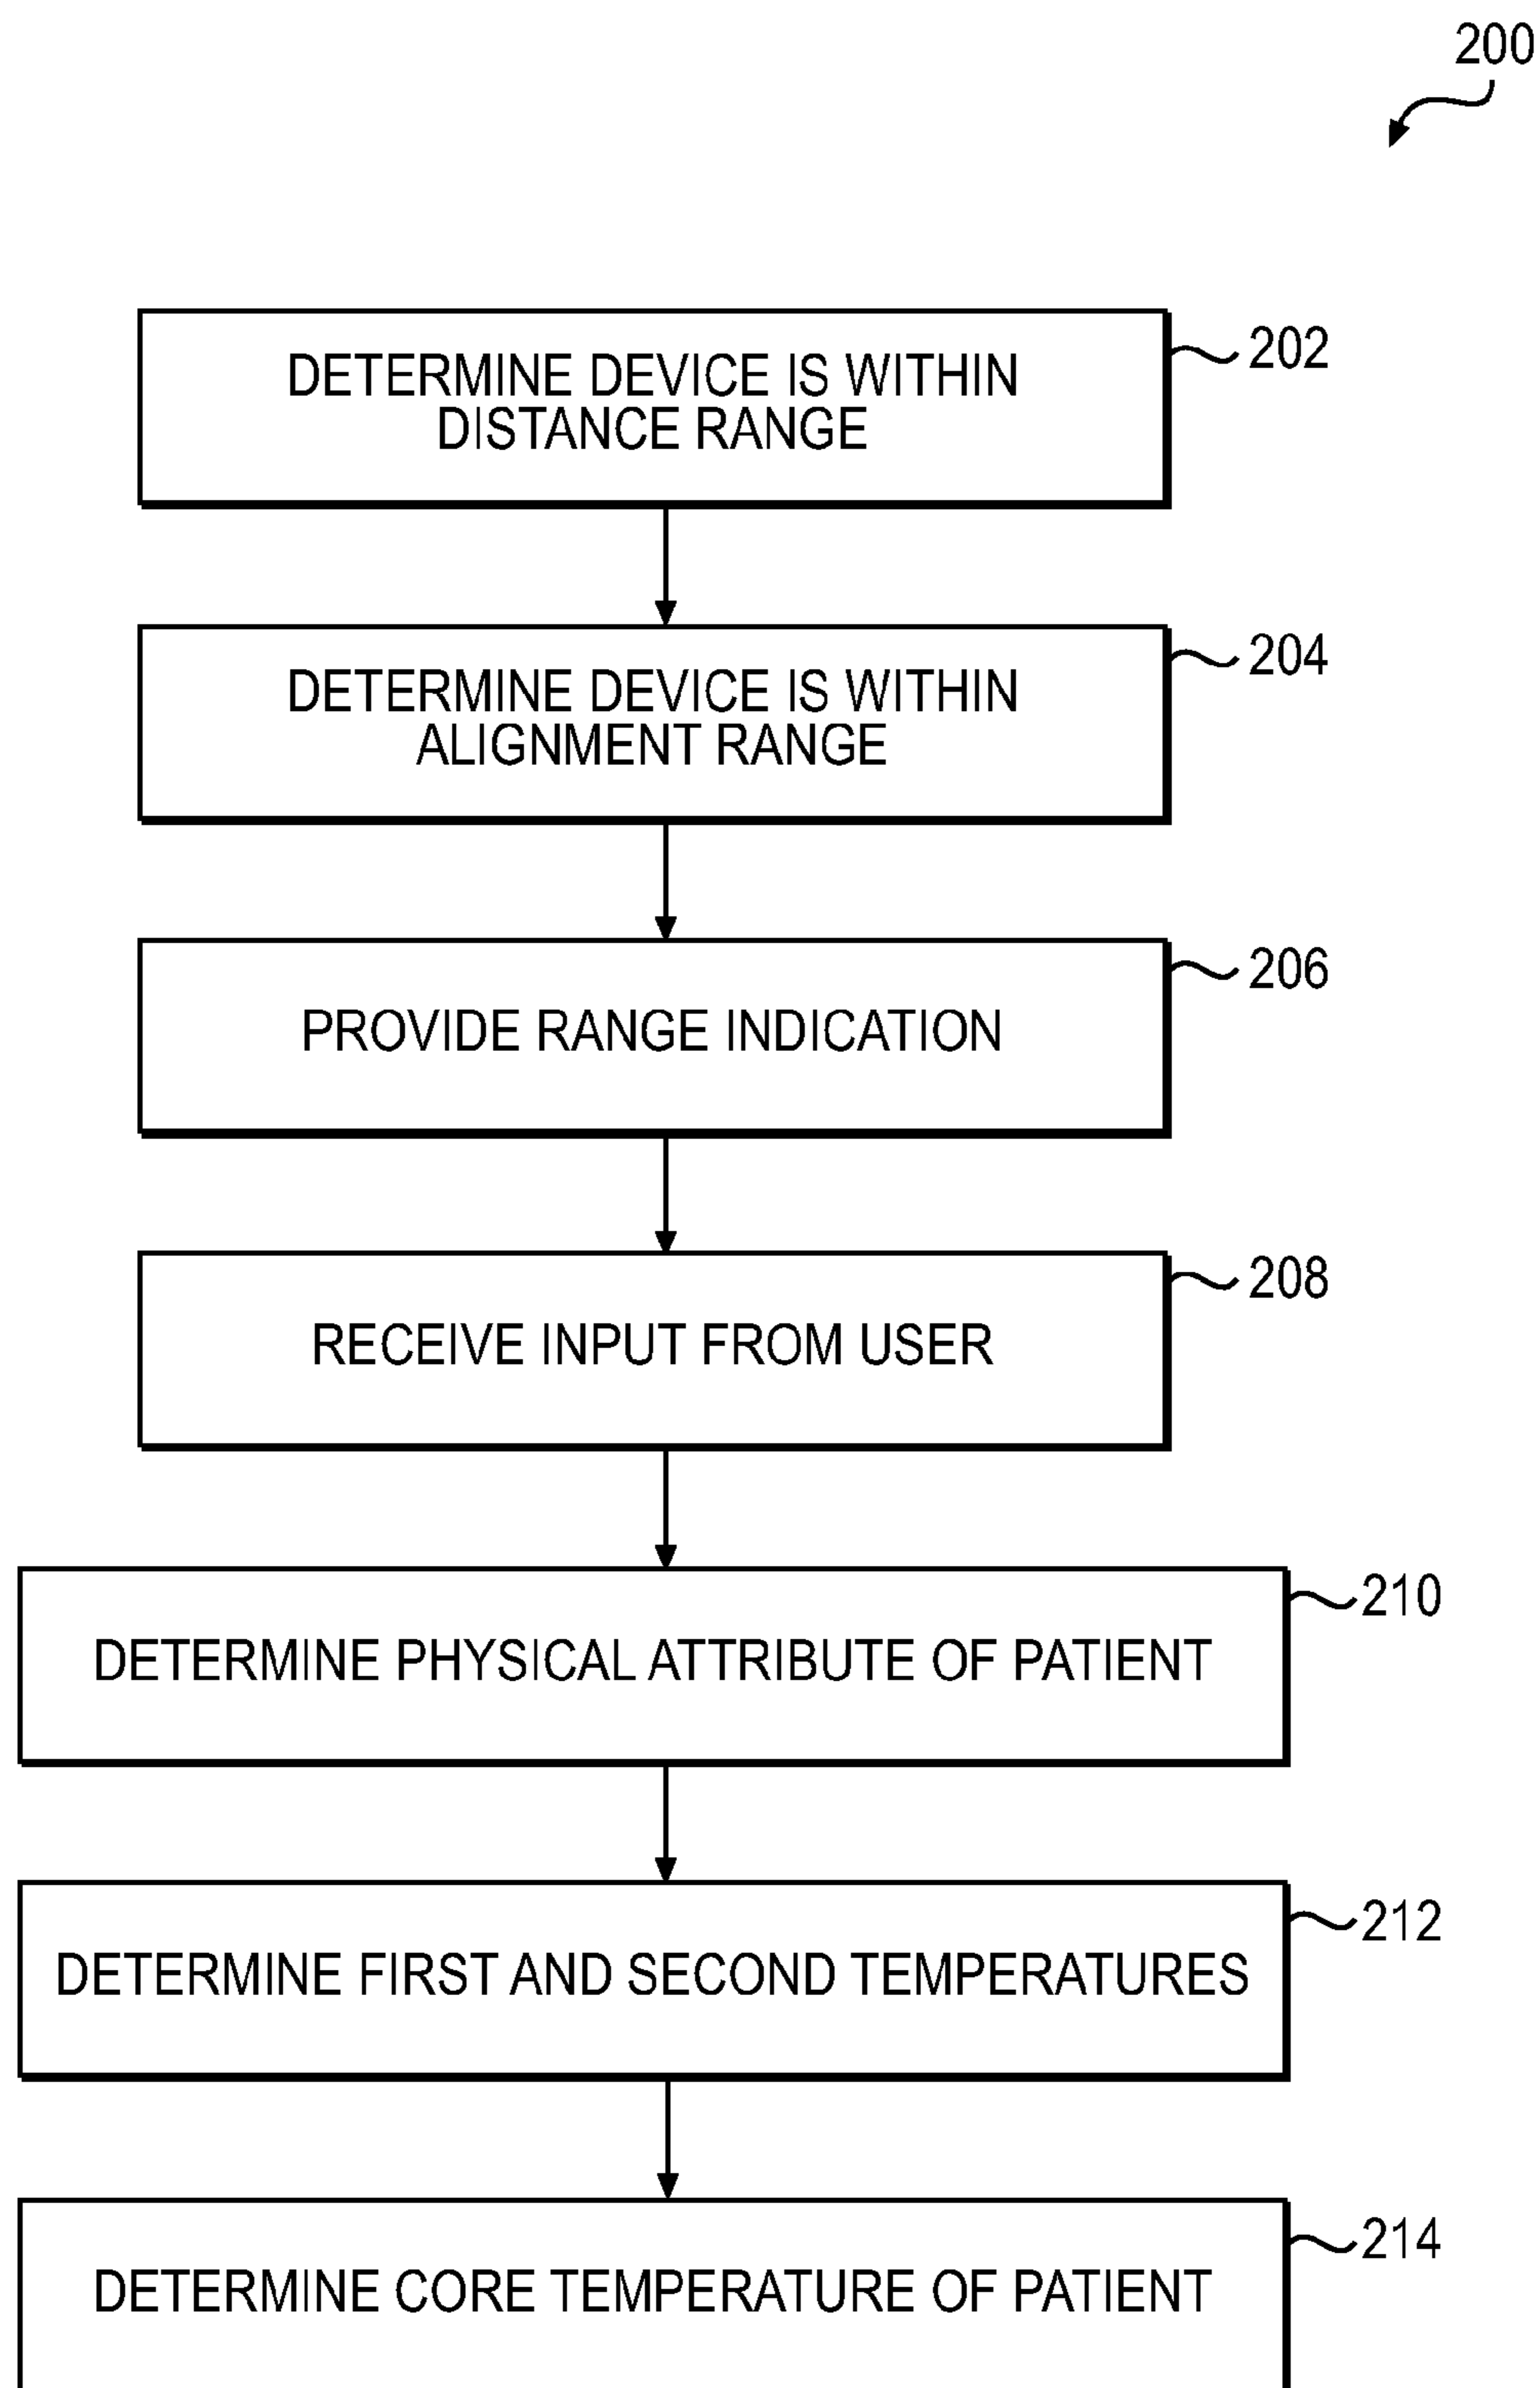 200
DETERMINE DEVICE IS WITHIN
DISTANCE RANGE
202
DETERMINE DEVICE IS WITHIN
ALIGNMENT RANGE
204
PROVIDE RANGE INDICATION
206
RECEIVE INPUT FROM USER
208
DETERMINE PHYSICAL ATTRIBUTE OF PATIENT
210
DETERMINE FIRST AND SECOND TEMPERATURES
212
DETERMINE CORE TEMPERATURE OF PATIENT
214